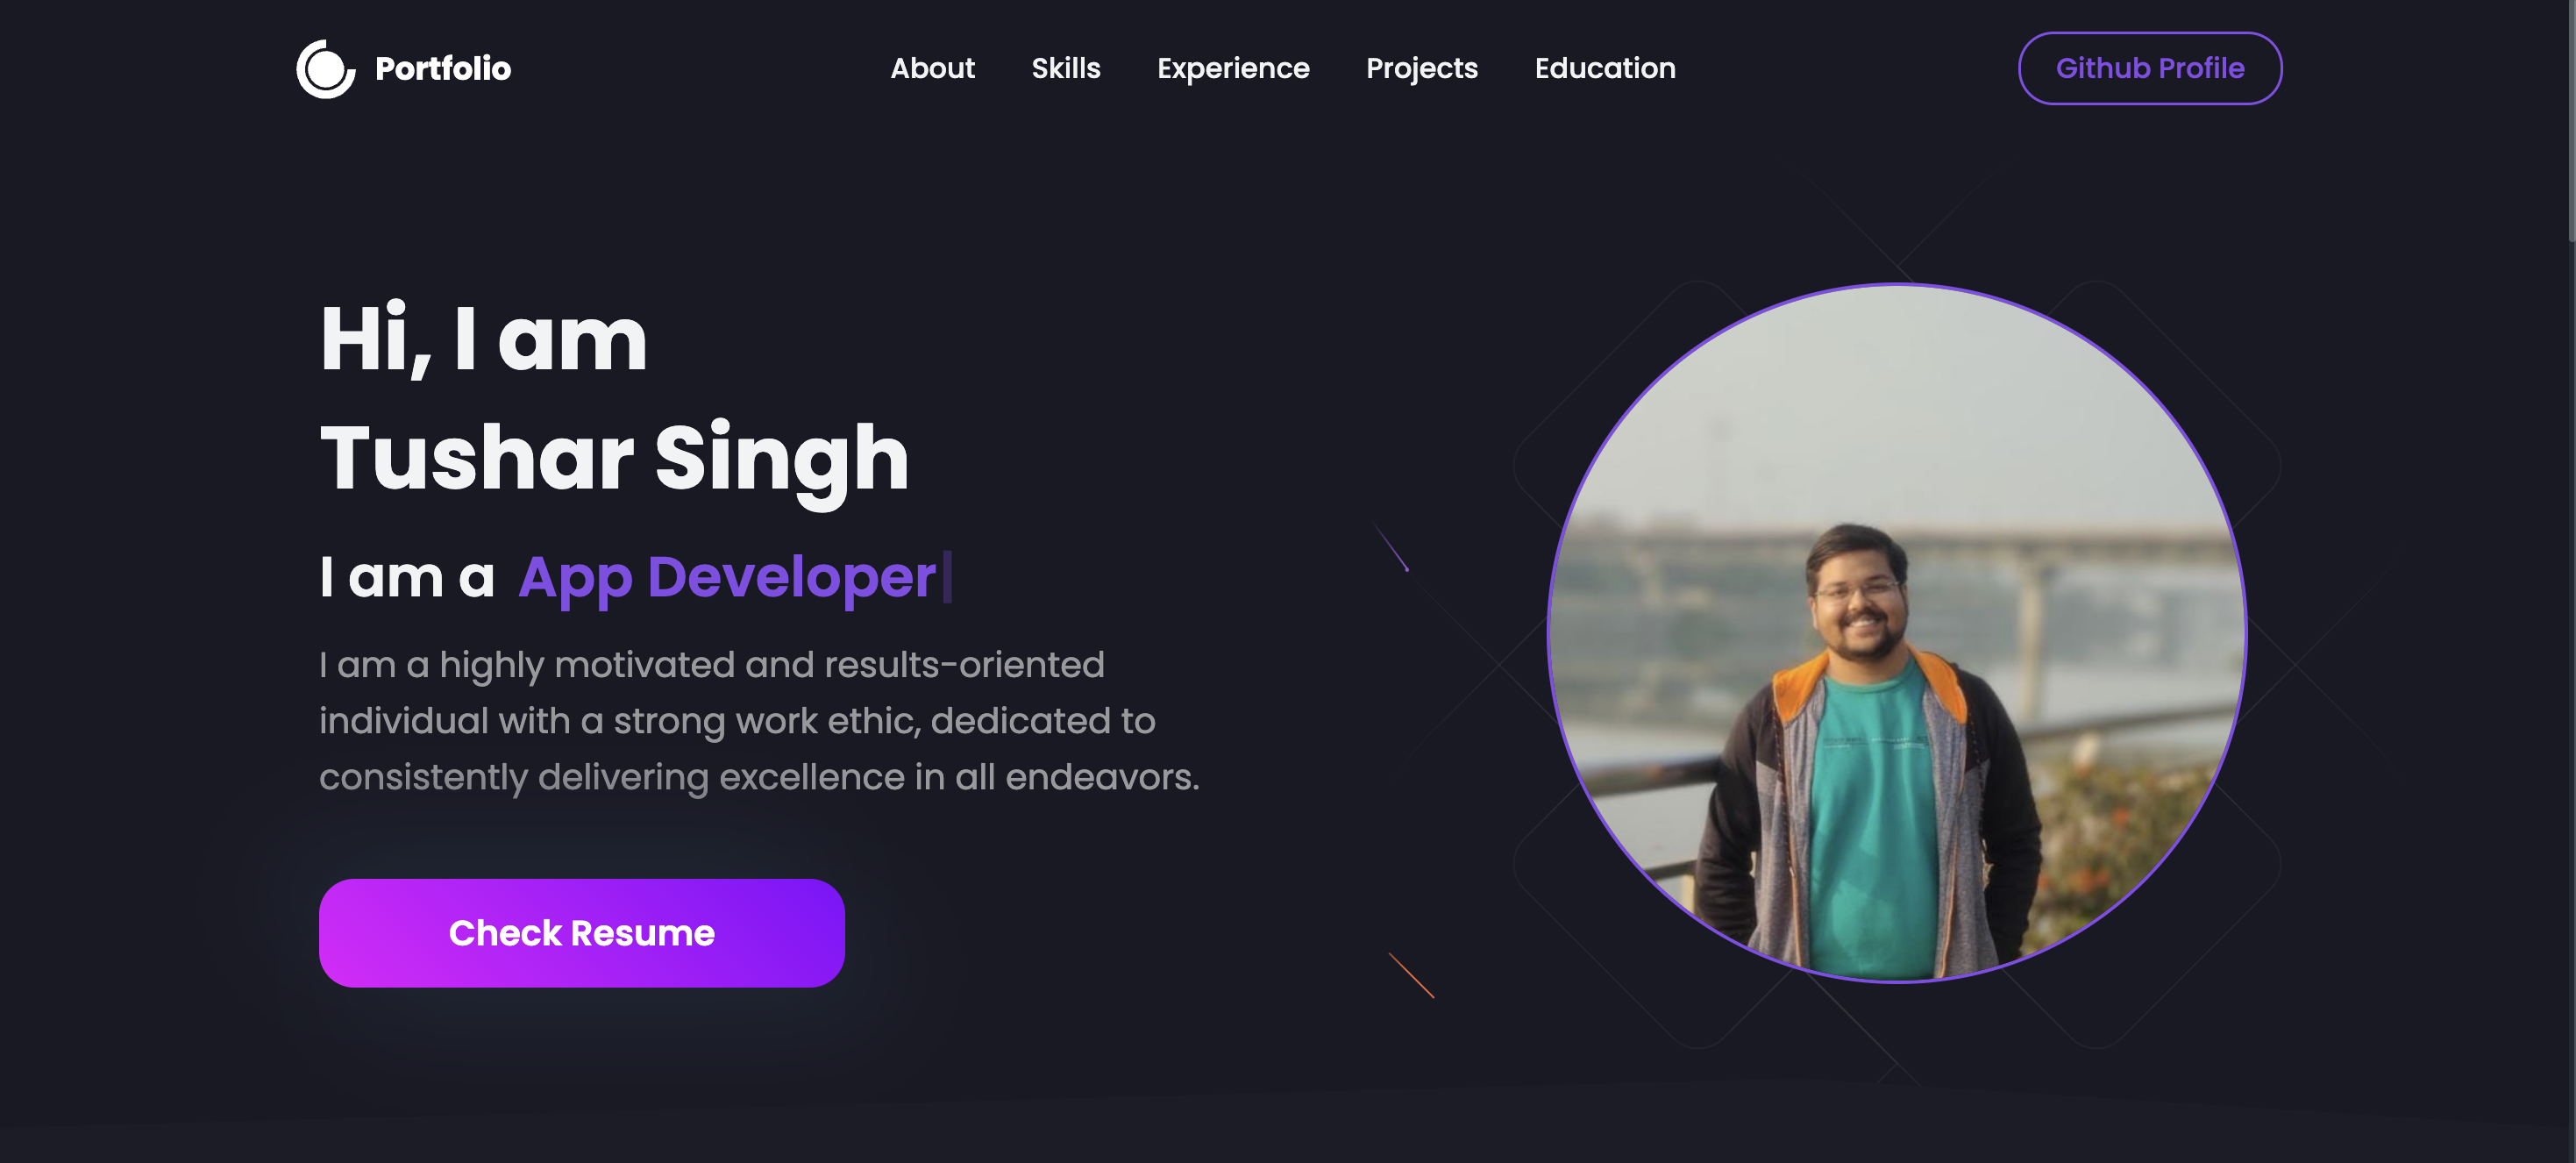 Portfolio
About
Skills
Experience
Projects
Education
Github Profile
Hi, I am
Tushar Singh
I am a App Developer
I am a highly motivated and results-oriented
individual with a strong work ethic, dedicated to
consistently delivering excellence in all endeavors.
Check Resume